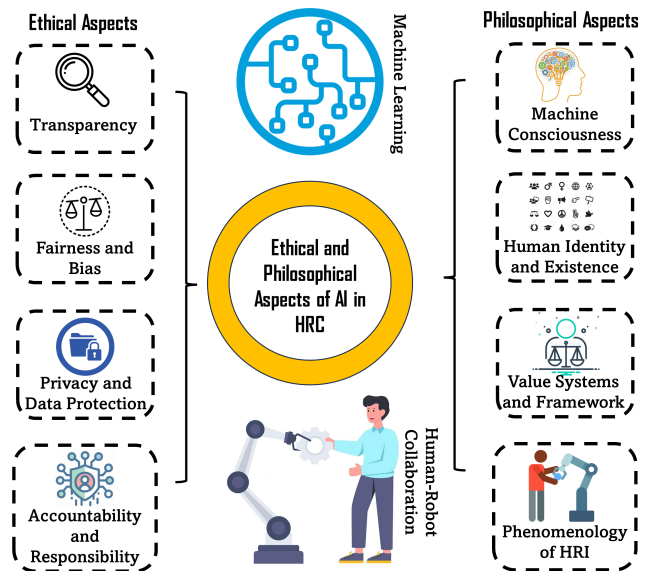 Ethical Aspects
Transparency
Fairness and
Bias
Privacy and
Data Protection
Accountability
and
Responsibility
Machine Learning
Ethical and
Philosophical
Aspects of AI in
HRC
Human-Robot
Collaboration
Philosophical Aspects
Machine
Consciousness
Human Identity
and Existence
Value Systems
and Framework
Phenomenology
of HRI